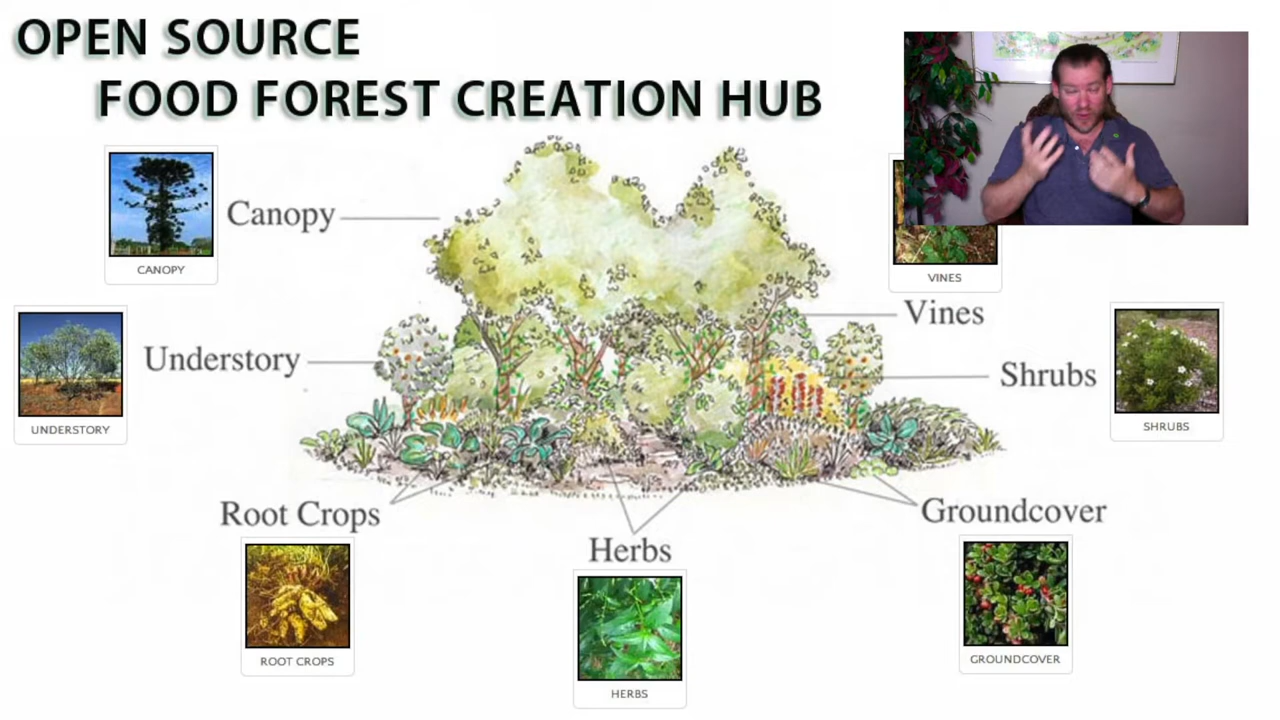 OPEN SOURCE
FOOD FOREST CREATION HUB
CANOPY
Canopy
VINES
Vines
UNDERSTORY
Understory
Shrubs
SHRUBS
Root Crops
Groundcover
Herbs
ROOT CROPS
HERBS
GROUNDCOVER